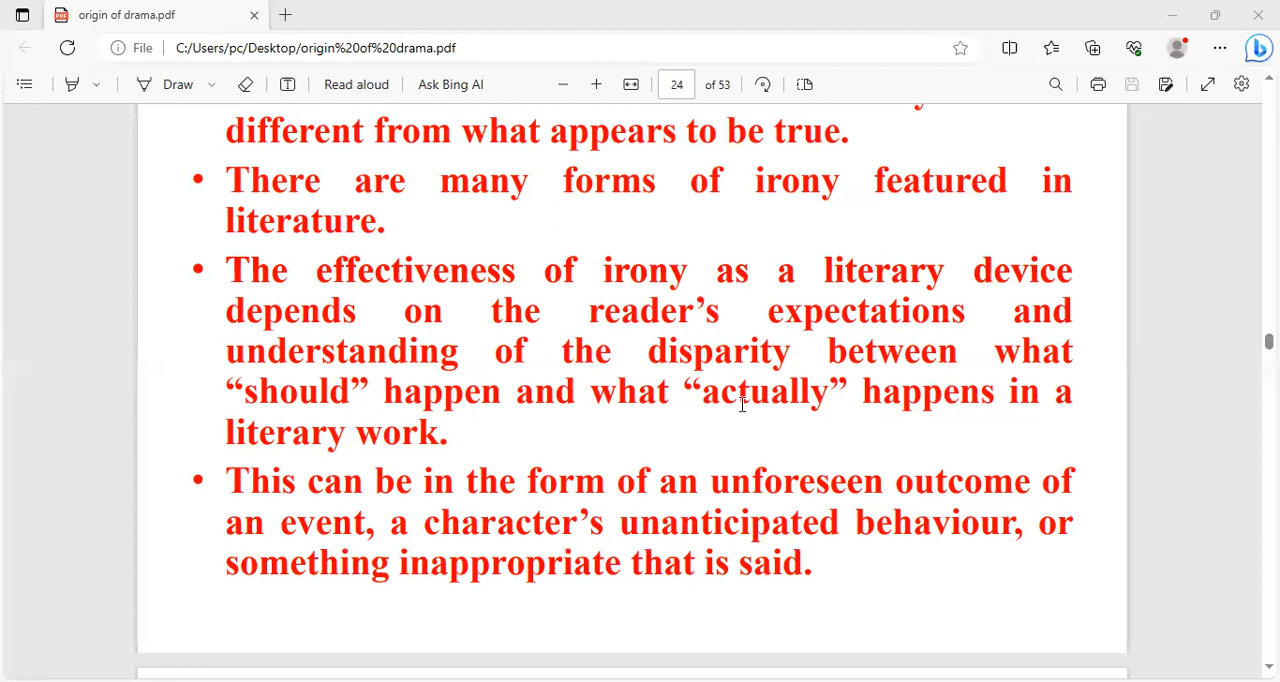 origin of drama.pdf
File
C:/Users/pc/Desktop/origin%20of%20drama.pdf
Draw
Read aloud
Ask Bing AI
24 of 53
different from what appears to be true.
• There are many forms of irony featured in
literature.
• The effectiveness of irony as a literary device
depends on the reader’s expectations and
understanding of the disparity between what
“should” happen and what “actually” happens in a
literary work.
• This can be in the form of an unforeseen outcome of
an event, a character’s unanticipated behaviour, or
something inappropriate that is said.